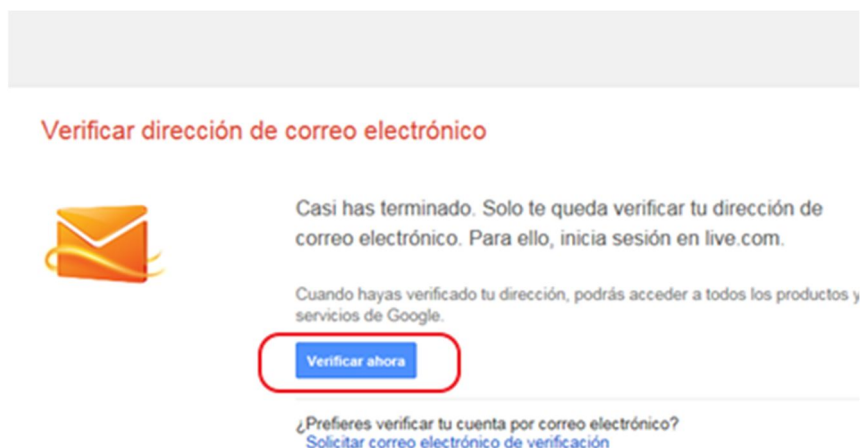 Verificar dirección de correo electrónico
Casi has terminado. Solo te queda verificar tu dirección de
correo electrónico. Para ello, inicia sesión en live.com.
Cuando hayas verificado tu dirección, podrás acceder a todos los productos y
servicios de Google.
Verificar ahora
¿Prefieres verificar tu cuenta por correo electrónico?
Solicitar correo electrónico de verificación